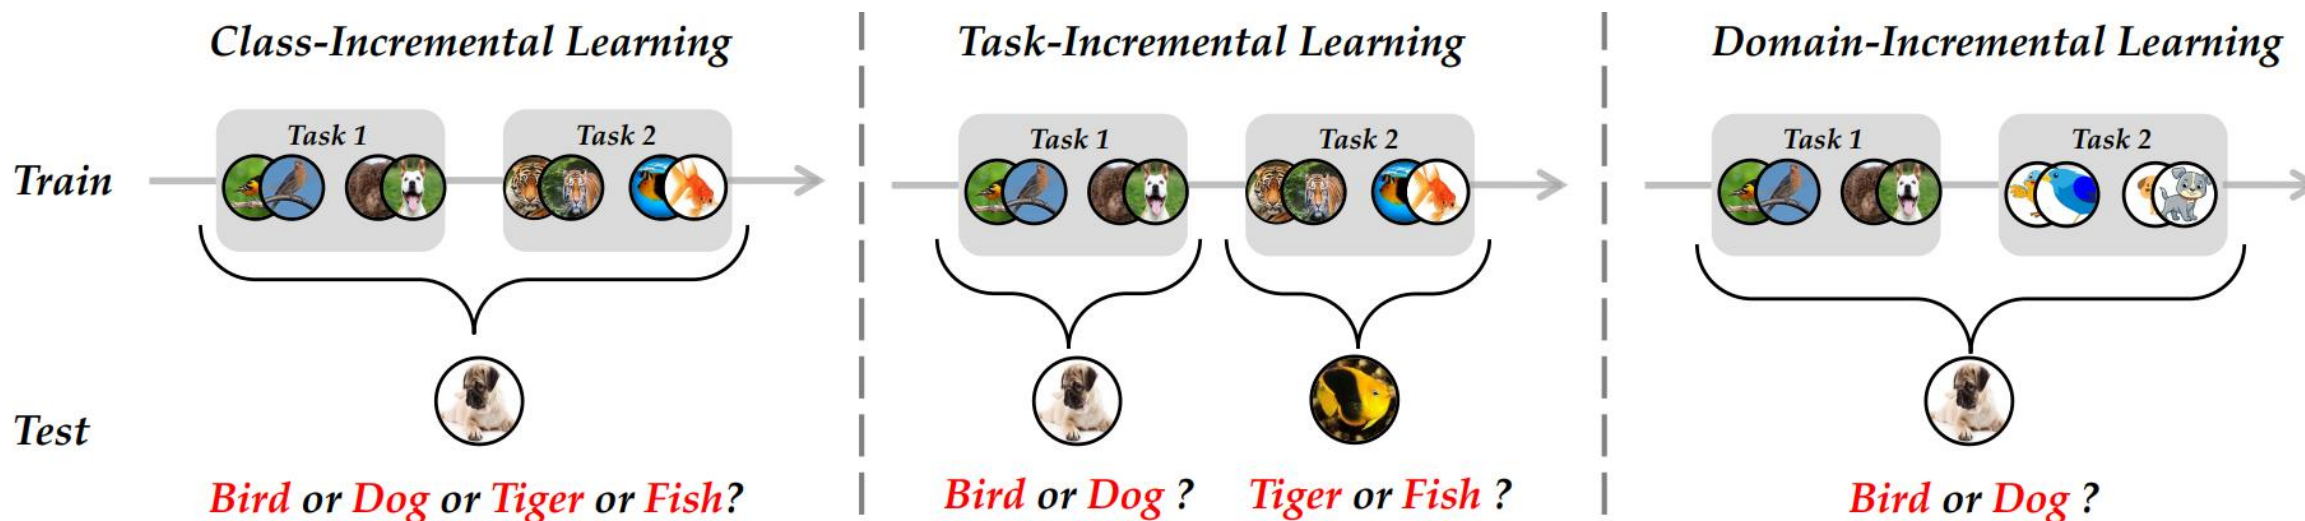 Class-Incremental Learning
Task-Incremental Learning
Domain-Incremental Learning
Train
Task 1
Task 2
Task 1
Task 2
Task 1
Task 2
Test
Bird or Dog or Tiger or Fish?
Bird or Dog ?
Tiger or Fish ?
Bird or Dog ?